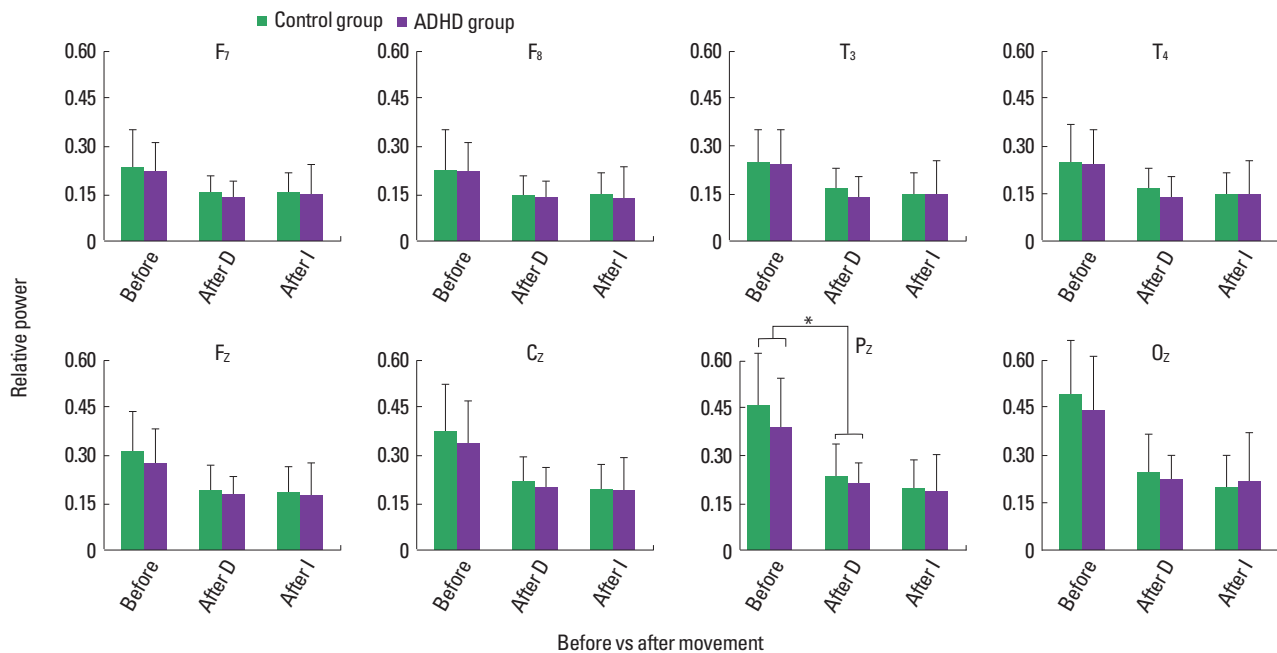 Control group ADHD group
F₇
0.60
0.45
0.30
0.15
0
Before
After D
After I
F₈
0.60
0.45
0.30
0.15
0
Before
After D
After I
T₃
0.60
0.45
0.30
0.15
0
Before
After D
After I
T₄
0.60
0.45
0.30
0.15
0
Before
After D
After I
Relative power
F_Z
0.60
0.45
0.30
0.15
0
Before
After D
After I
C_Z
0.60
0.45
0.30
0.15
0
Before
After D
After I
*
P_Z
0.60
0.45
0.30
0.15
0
Before
After D
After I
O_Z
0.60
0.45
0.30
0.15
0
Before
After D
After I
Before vs after movement